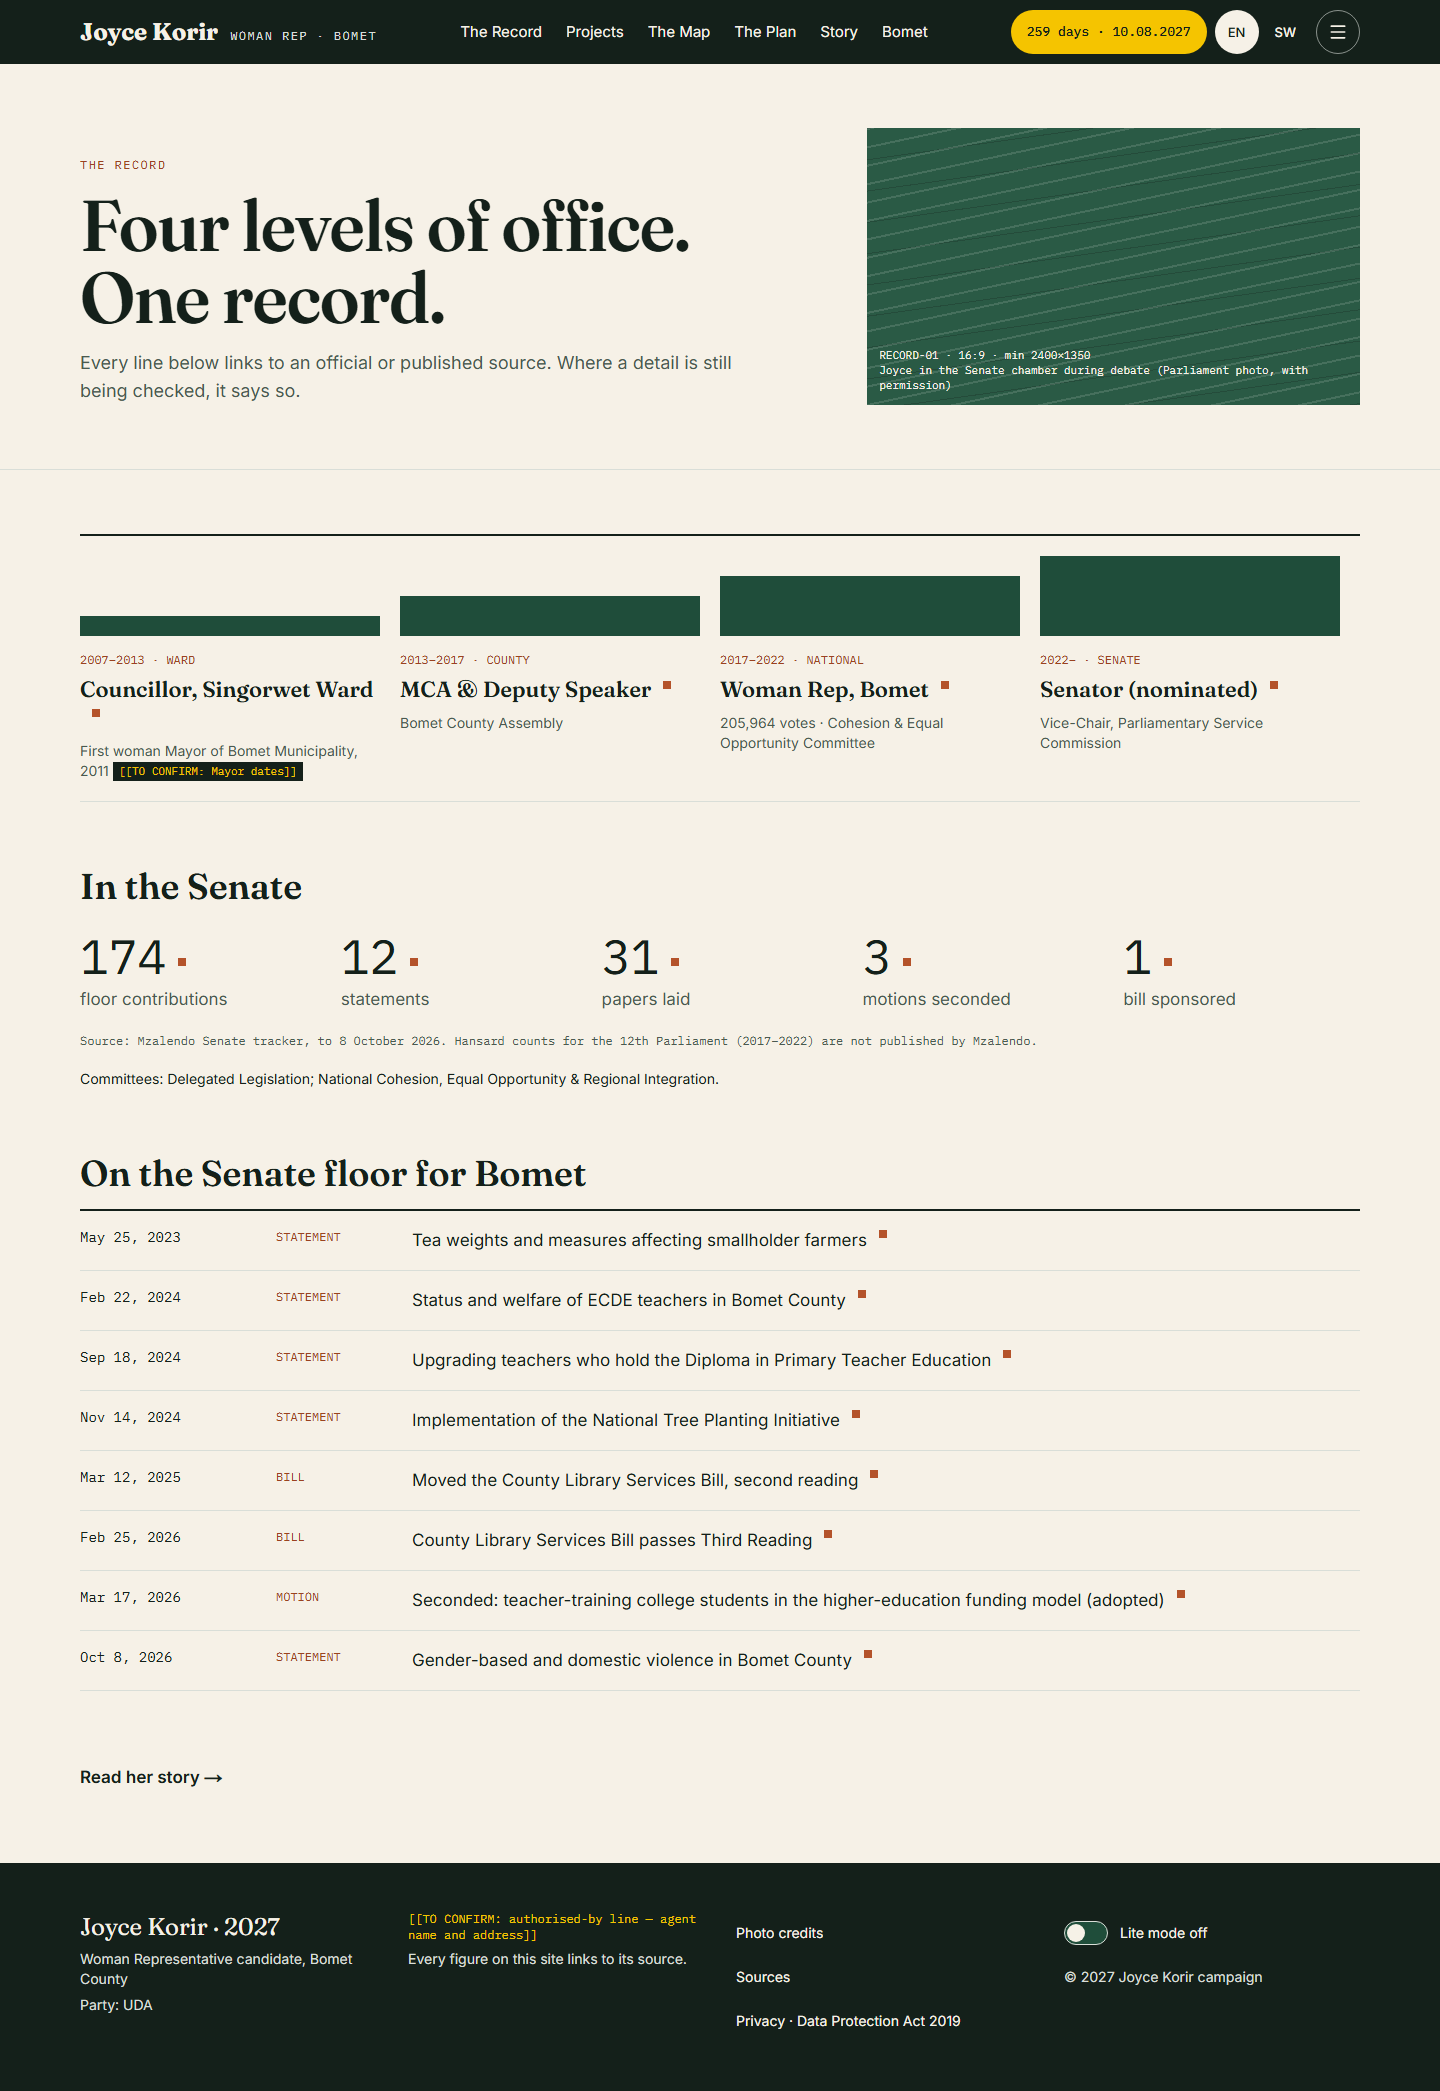 Joyce Korir WOMAN REP · BOMET
The Record
Projects
The Map
The Plan
Story
Bomet
259 days · 10.08.2027
EN
SW
THE RECORD
Four levels of office.
One record.
Every line below links to an official or published source. Where a detail is still
being checked, it says so.
RECORD-01 · 16:9 · min 2400×1350
Joyce in the Senate chamber during debate (Parliament photo, with
permission)
2007–2013 · WARD
Councillor, Singorwet Ward
First woman Mayor of Bomet Municipality,
2011 [[TO CONFIRM: Mayor dates]]
2013–2017 · COUNTY
MCA & Deputy Speaker
Bomet County Assembly
2017–2022 · NATIONAL
Woman Rep, Bomet
205,964 votes · Cohesion & Equal
Opportunity Committee
2022– · SENATE
Senator (nominated)
Vice-Chair, Parliamentary Service
Commission
In the Senate
174
floor contributions
12
statements
31
papers laid
3
motions seconded
1
bill sponsored
Source: Mzalendo Senate tracker, to 8 October 2026. Hansard counts for the 12th Parliament (2017–2022) are not published by Mzalendo.
Committees: Delegated Legislation; National Cohesion, Equal Opportunity & Regional Integration.
On the Senate floor for Bomet
May 25, 2023 STATEMENT Tea weights and measures affecting smallholder farmers
Feb 22, 2024 STATEMENT Status and welfare of ECDE teachers in Bomet County
Sep 18, 2024 STATEMENT Upgrading teachers who hold the Diploma in Primary Teacher Education
Nov 14, 2024 STATEMENT Implementation of the National Tree Planting Initiative
Mar 12, 2025 BILL Moved the County Library Services Bill, second reading
Feb 25, 2026 BILL County Library Services Bill passes Third Reading
Mar 17, 2026 MOTION Seconded: teacher-training college students in the higher-education funding model (adopted)
Oct 8, 2026 STATEMENT Gender-based and domestic violence in Bomet County
Read her story →
Joyce Korir · 2027
Woman Representative candidate, Bomet
County
Party: UDA
[[TO CONFIRM: authorised-by line — agent
name and address]]
Every figure on this site links to its source.
Photo credits
Sources
Privacy · Data Protection Act 2019
Lite mode off
© 2027 Joyce Korir campaign